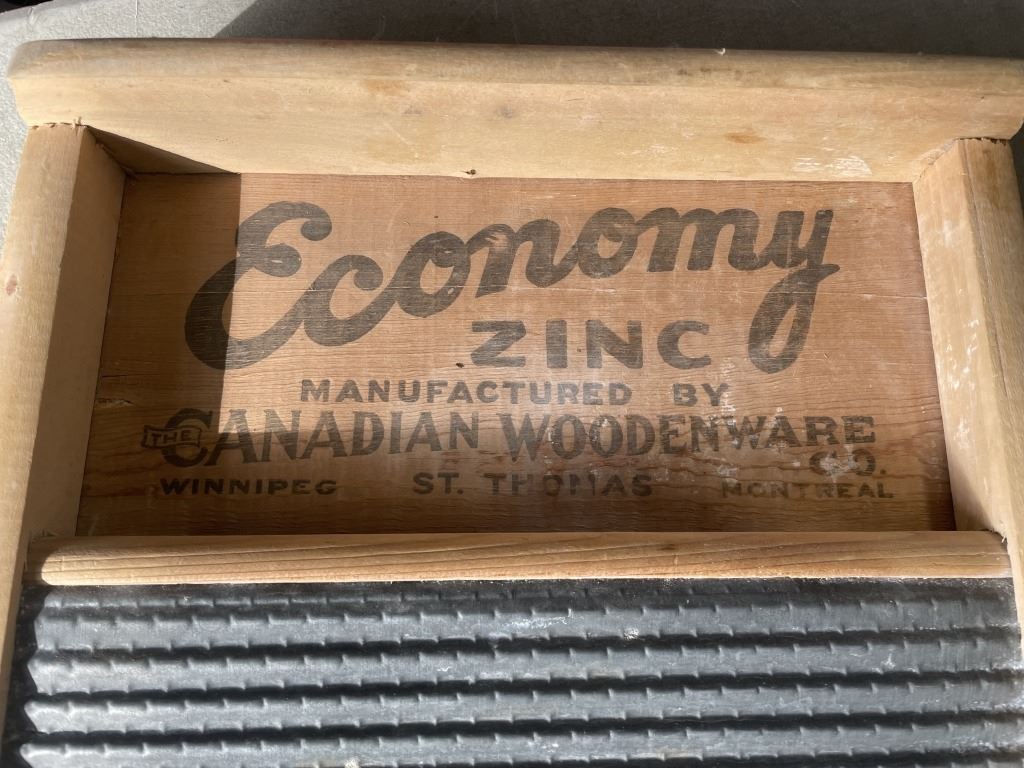 Economy
ZINC
MANUFACTURED BY
THE CANADIAN WOODENWARE CO.
WINNIPEG ST. THOMAS MONTREAL